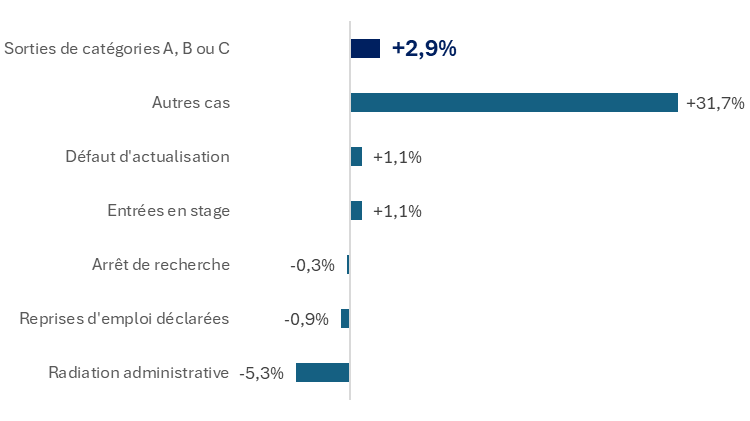 Sorties de catégories A, B ou C +2,9%
Autres cas +31,7%
Défaut d'actualisation +1,1%
Entrées en stage +1,1%
Arrêt de recherche -0,3%
Reprises d'emploi déclarées -0,9%
Radiation administrative -5,3%